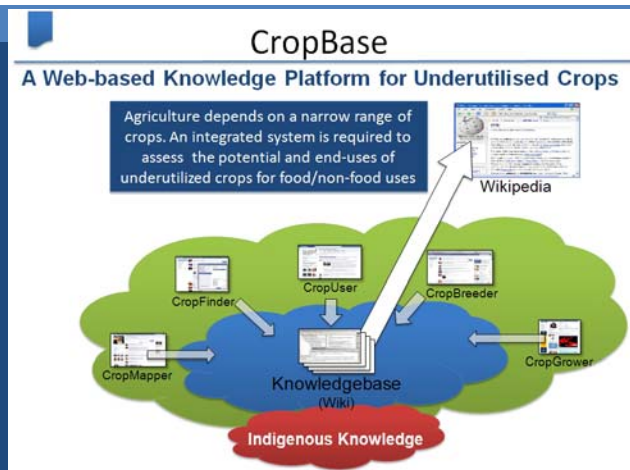 CropBase
A Web-based Knowledge Platform for Underutilised Crops
Agriculture depends on a narrow range of
crops. An integrated system is required to
assess the potential and end-uses of
underutilized crops for food/non-food uses
Wikipedia
CropUser
CropFinder
CropBreeder
CropMapper
CropGrower
Knowledgebase
(Wiki)
Indigenous Knowledge